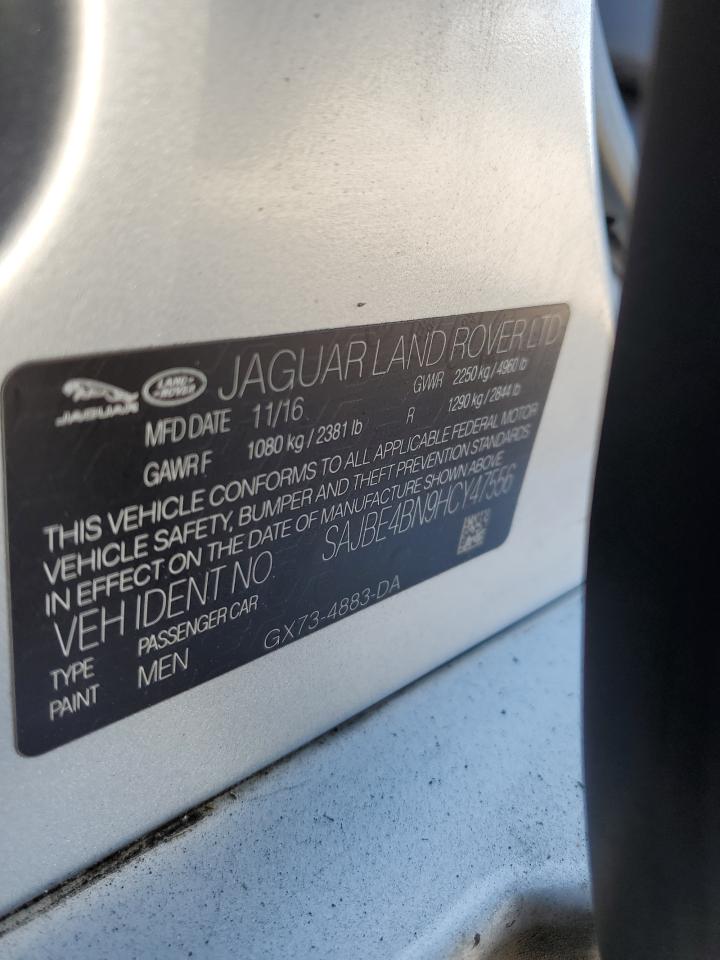 JAGUAR LAND-ROVER JAGUAR LAND ROVER LTD
MFD DATE 11/16 GVWR 2250 kg / 4960 lb
GAWR F 1080 kg / 2381 lb R 1290 kg / 2844 lb
THIS VEHICLE CONFORMS TO ALL APPLICABLE FEDERAL MOTOR
VEHICLE SAFETY, BUMPER AND THEFT PREVENTION STANDARDS
IN EFFECT ON THE DATE OF MANUFACTURE SHOWN ABOVE
VEH IDENT NO SAJBE4BN9HCY47556
TYPE PASSENGER CAR
PAINT MEN GX73-4883-DA